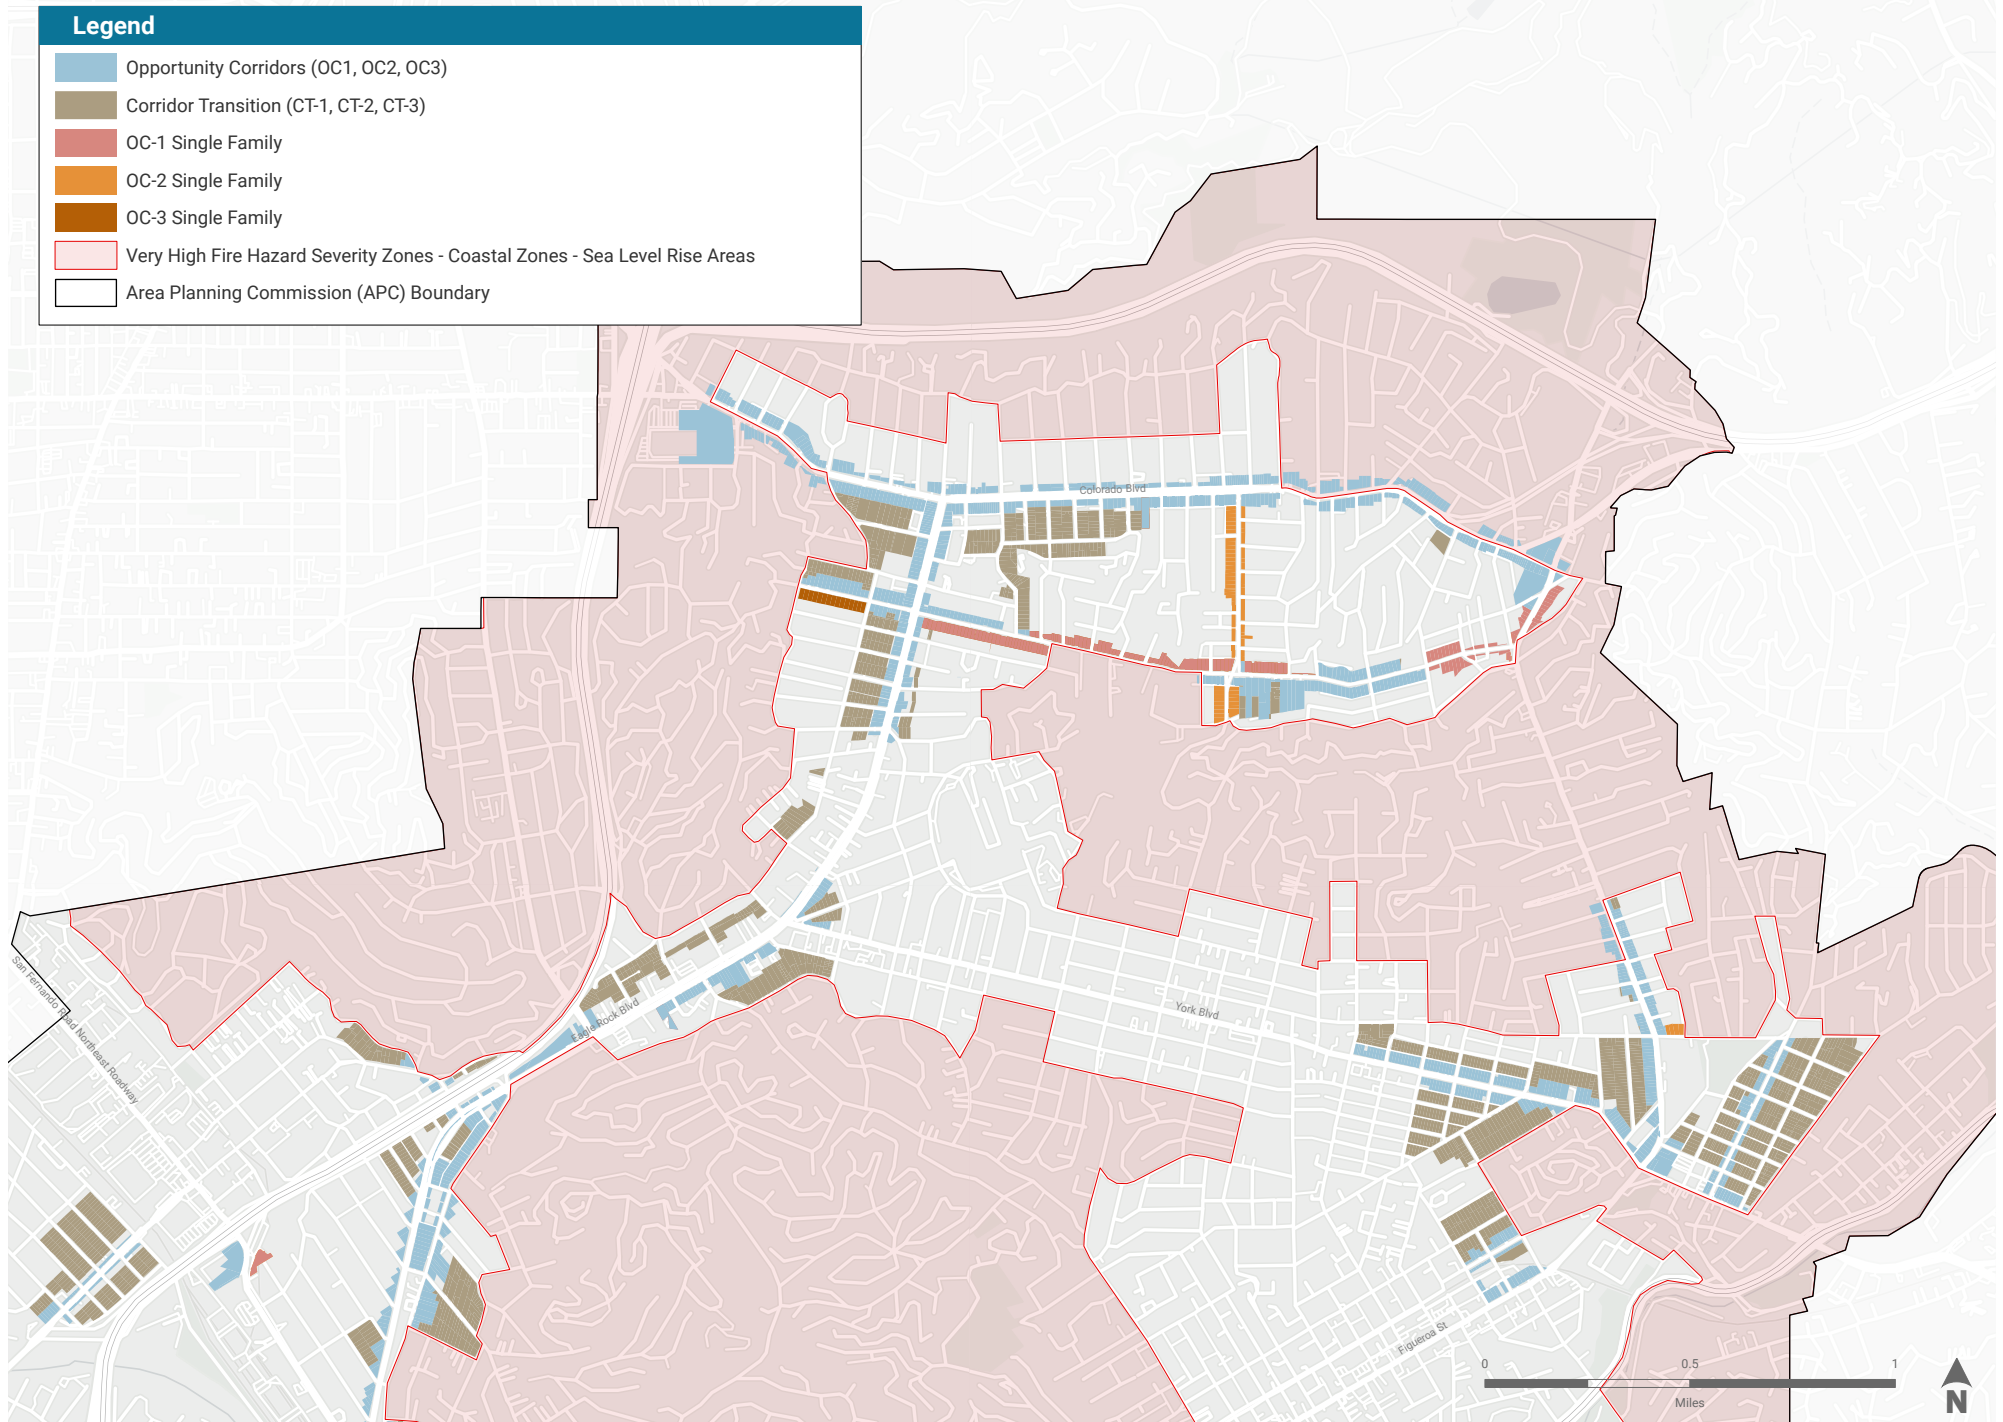 Legend
Opportunity Corridors (OC1, OC2, OC3)
Corridor Transition (CT-1, CT-2, CT-3)
OC-1 Single Family
OC-2 Single Family
OC-3 Single Family
Very High Fire Hazard Severity Zones - Coastal Zones - Sea Level Rise Areas
Area Planning Commission (APC) Boundary
Colorado Blvd
San Fernando Road Northeast Roadway
Eagle Rock Blvd
York Blvd
Figueroa St
0 0.5 1
Miles
N